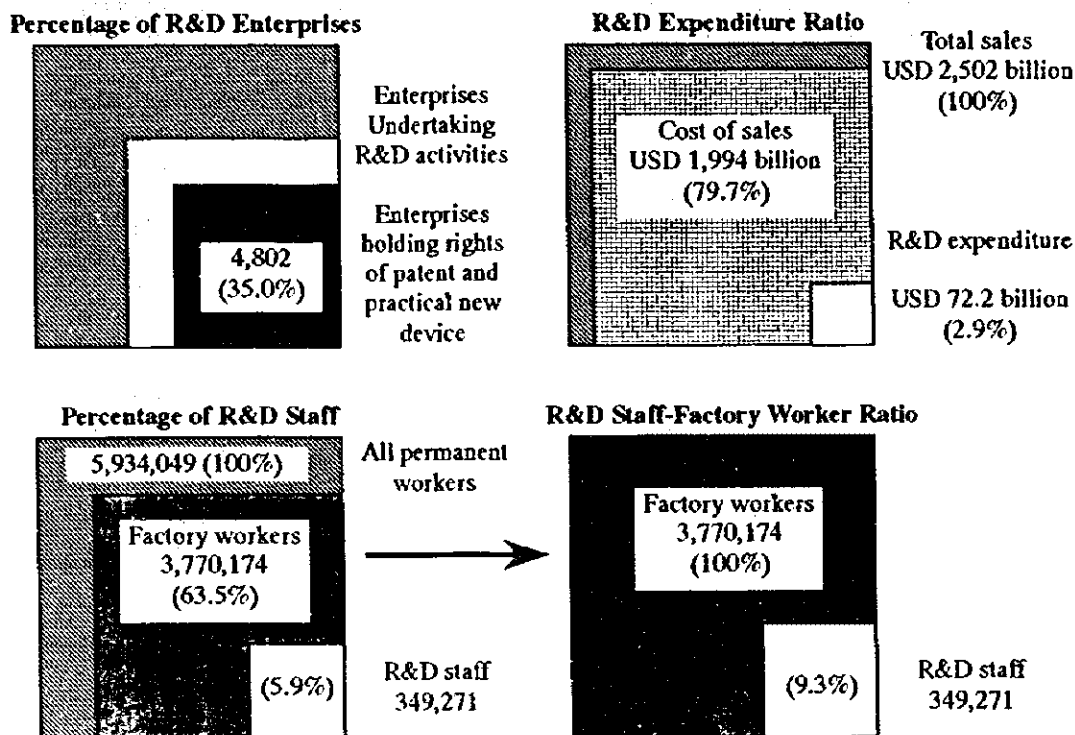 Percentage of R&D Enterprises
Enterprises
Undertaking
R&D activities
Enterprises
holding rights
of patent and
practical new
device
4,802
(35.0%)
R&D Expenditure Ratio
Total sales
USD 2,502 billion
(100%)
Cost of sales
USD 1,994 billion
(79.7%)
R&D expenditure
USD 72.2 billion
(2.9%)
Percentage of R&D Staff
5,934,049 (100%)
All permanent
workers
Factory workers
3,770,174
(63.5%)
(5.9%)
R&D staff
349,271
R&D Staff-Factory Worker Ratio
Factory workers
3,770,174
(100%)
(9.3%)
R&D staff
349,271